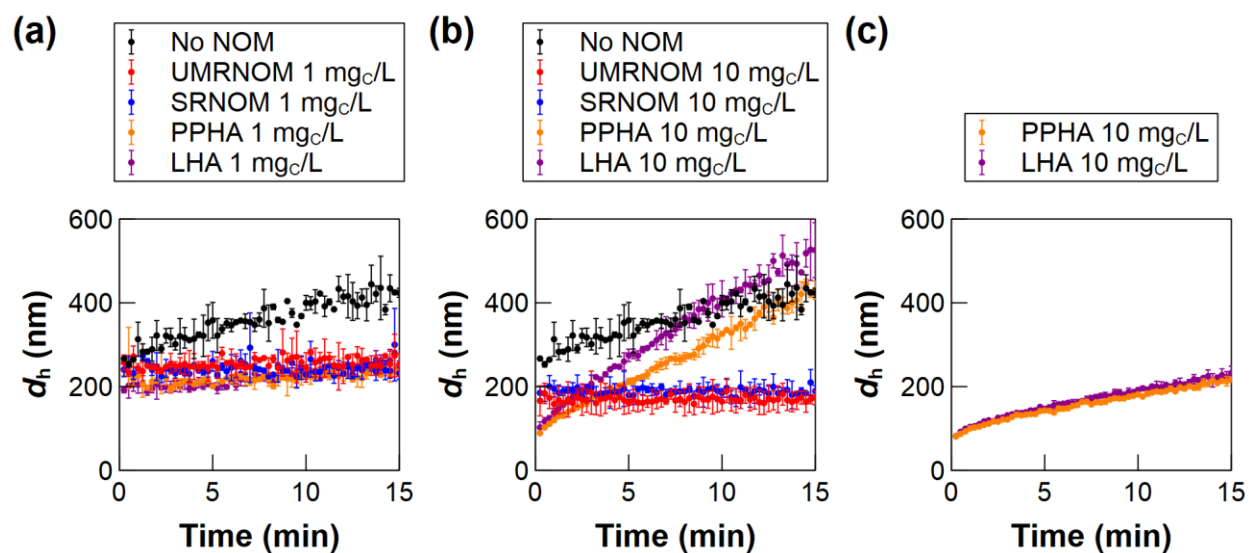 (a)
No NOM
UMRNOM 1 mgC/L
SRNOM 1 mgC/L
PPHA 1 mgC/L
LHA 1 mgC/L
600
400
200
0
dh (nm)
0 5 10 15
Time (min)
(b)
No NOM
UMRNOM 10 mgC/L
SRNOM 10 mgC/L
PPHA 10 mgC/L
LHA 10 mgC/L
600
400
200
0
dh (nm)
0 5 10 15
Time (min)
(c)
PPHA 10 mgC/L
LHA 10 mgC/L
600
400
200
0
dh (nm)
0 5 10 15
Time (min)